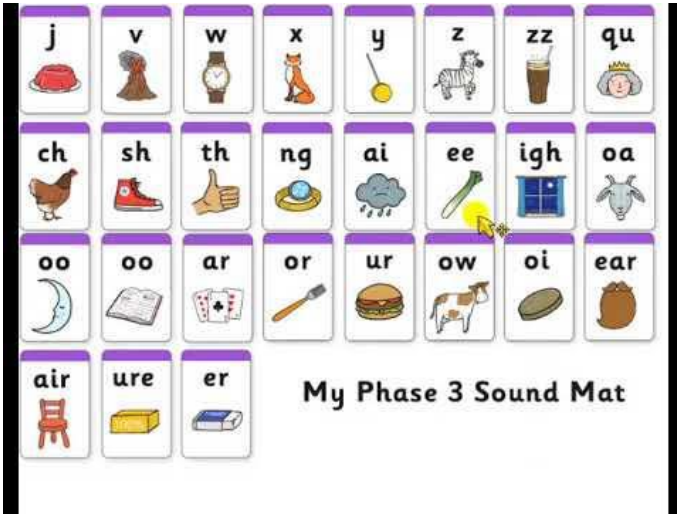 j v w x y z zz qu
ch sh th ng ai ee igh oa
oo oo ar or ur ow oi ear
air ure er
My Phase 3 Sound Mat